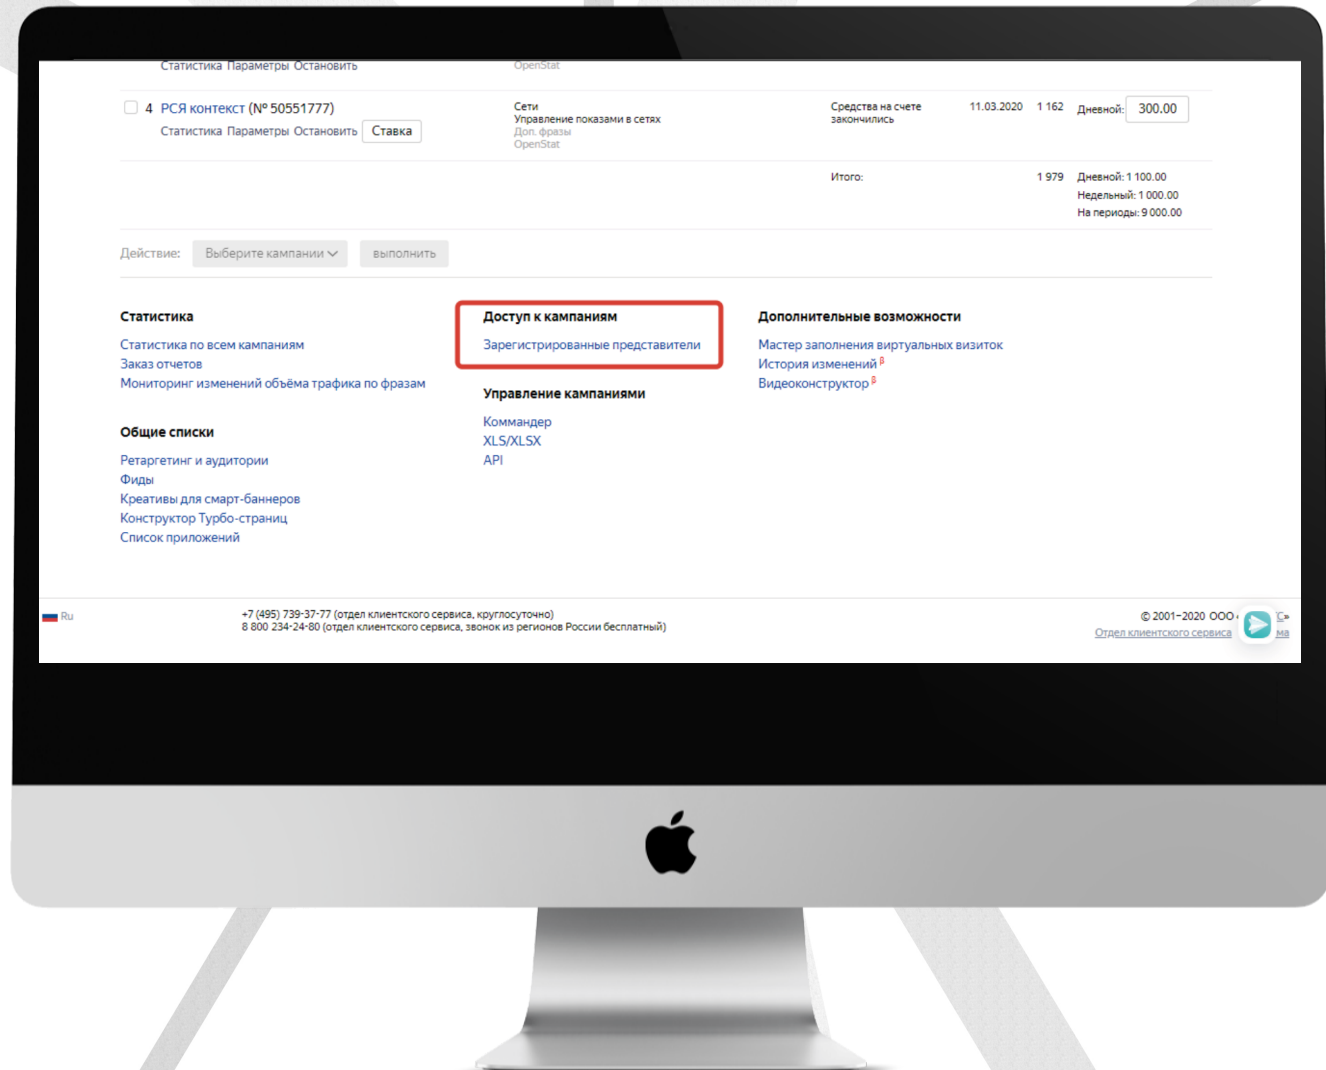 Статистика Параметры Остановить
OpenStat
4 РСЯ контекст (№ 50551777)
Статистика Параметры Остановить Ставка
Сети
Управление показами в сетях
Доп. фразы
OpenStat
Средства на счете
закончились
11.03.2020
1 162
Дневной: 300.00
Итого:
1 979
Дневной: 1 100.00
Недельный: 1 000.00
На периоды: 9 000.00
Действие: Выберите кампании выполнить
Статистика
Статистика по всем кампаниям
Заказ отчетов
Мониторинг изменений объёма трафика по фразам
Общие списки
Ретаргетинг и аудитории
Фиды
Креативы для смарт-баннеров
Конструктор Турбо-страниц
Список приложений
Доступ к кампаниям
Зарегистрированные представители
Управление кампаниями
Коммандер
XLS/XLSX
API
Дополнительные возможности
Мастер заполнения виртуальных визиток
История изменений β
Видеоконструктор β
Ru
+7 (495) 739-37-77 (отдел клиентского сервиса, круглосуточно)
8 800 234-24-80 (отдел клиентского сервиса, звонок из регионов России бесплатный)
© 2001–2020 ООО
Отдел клиентского сервиса